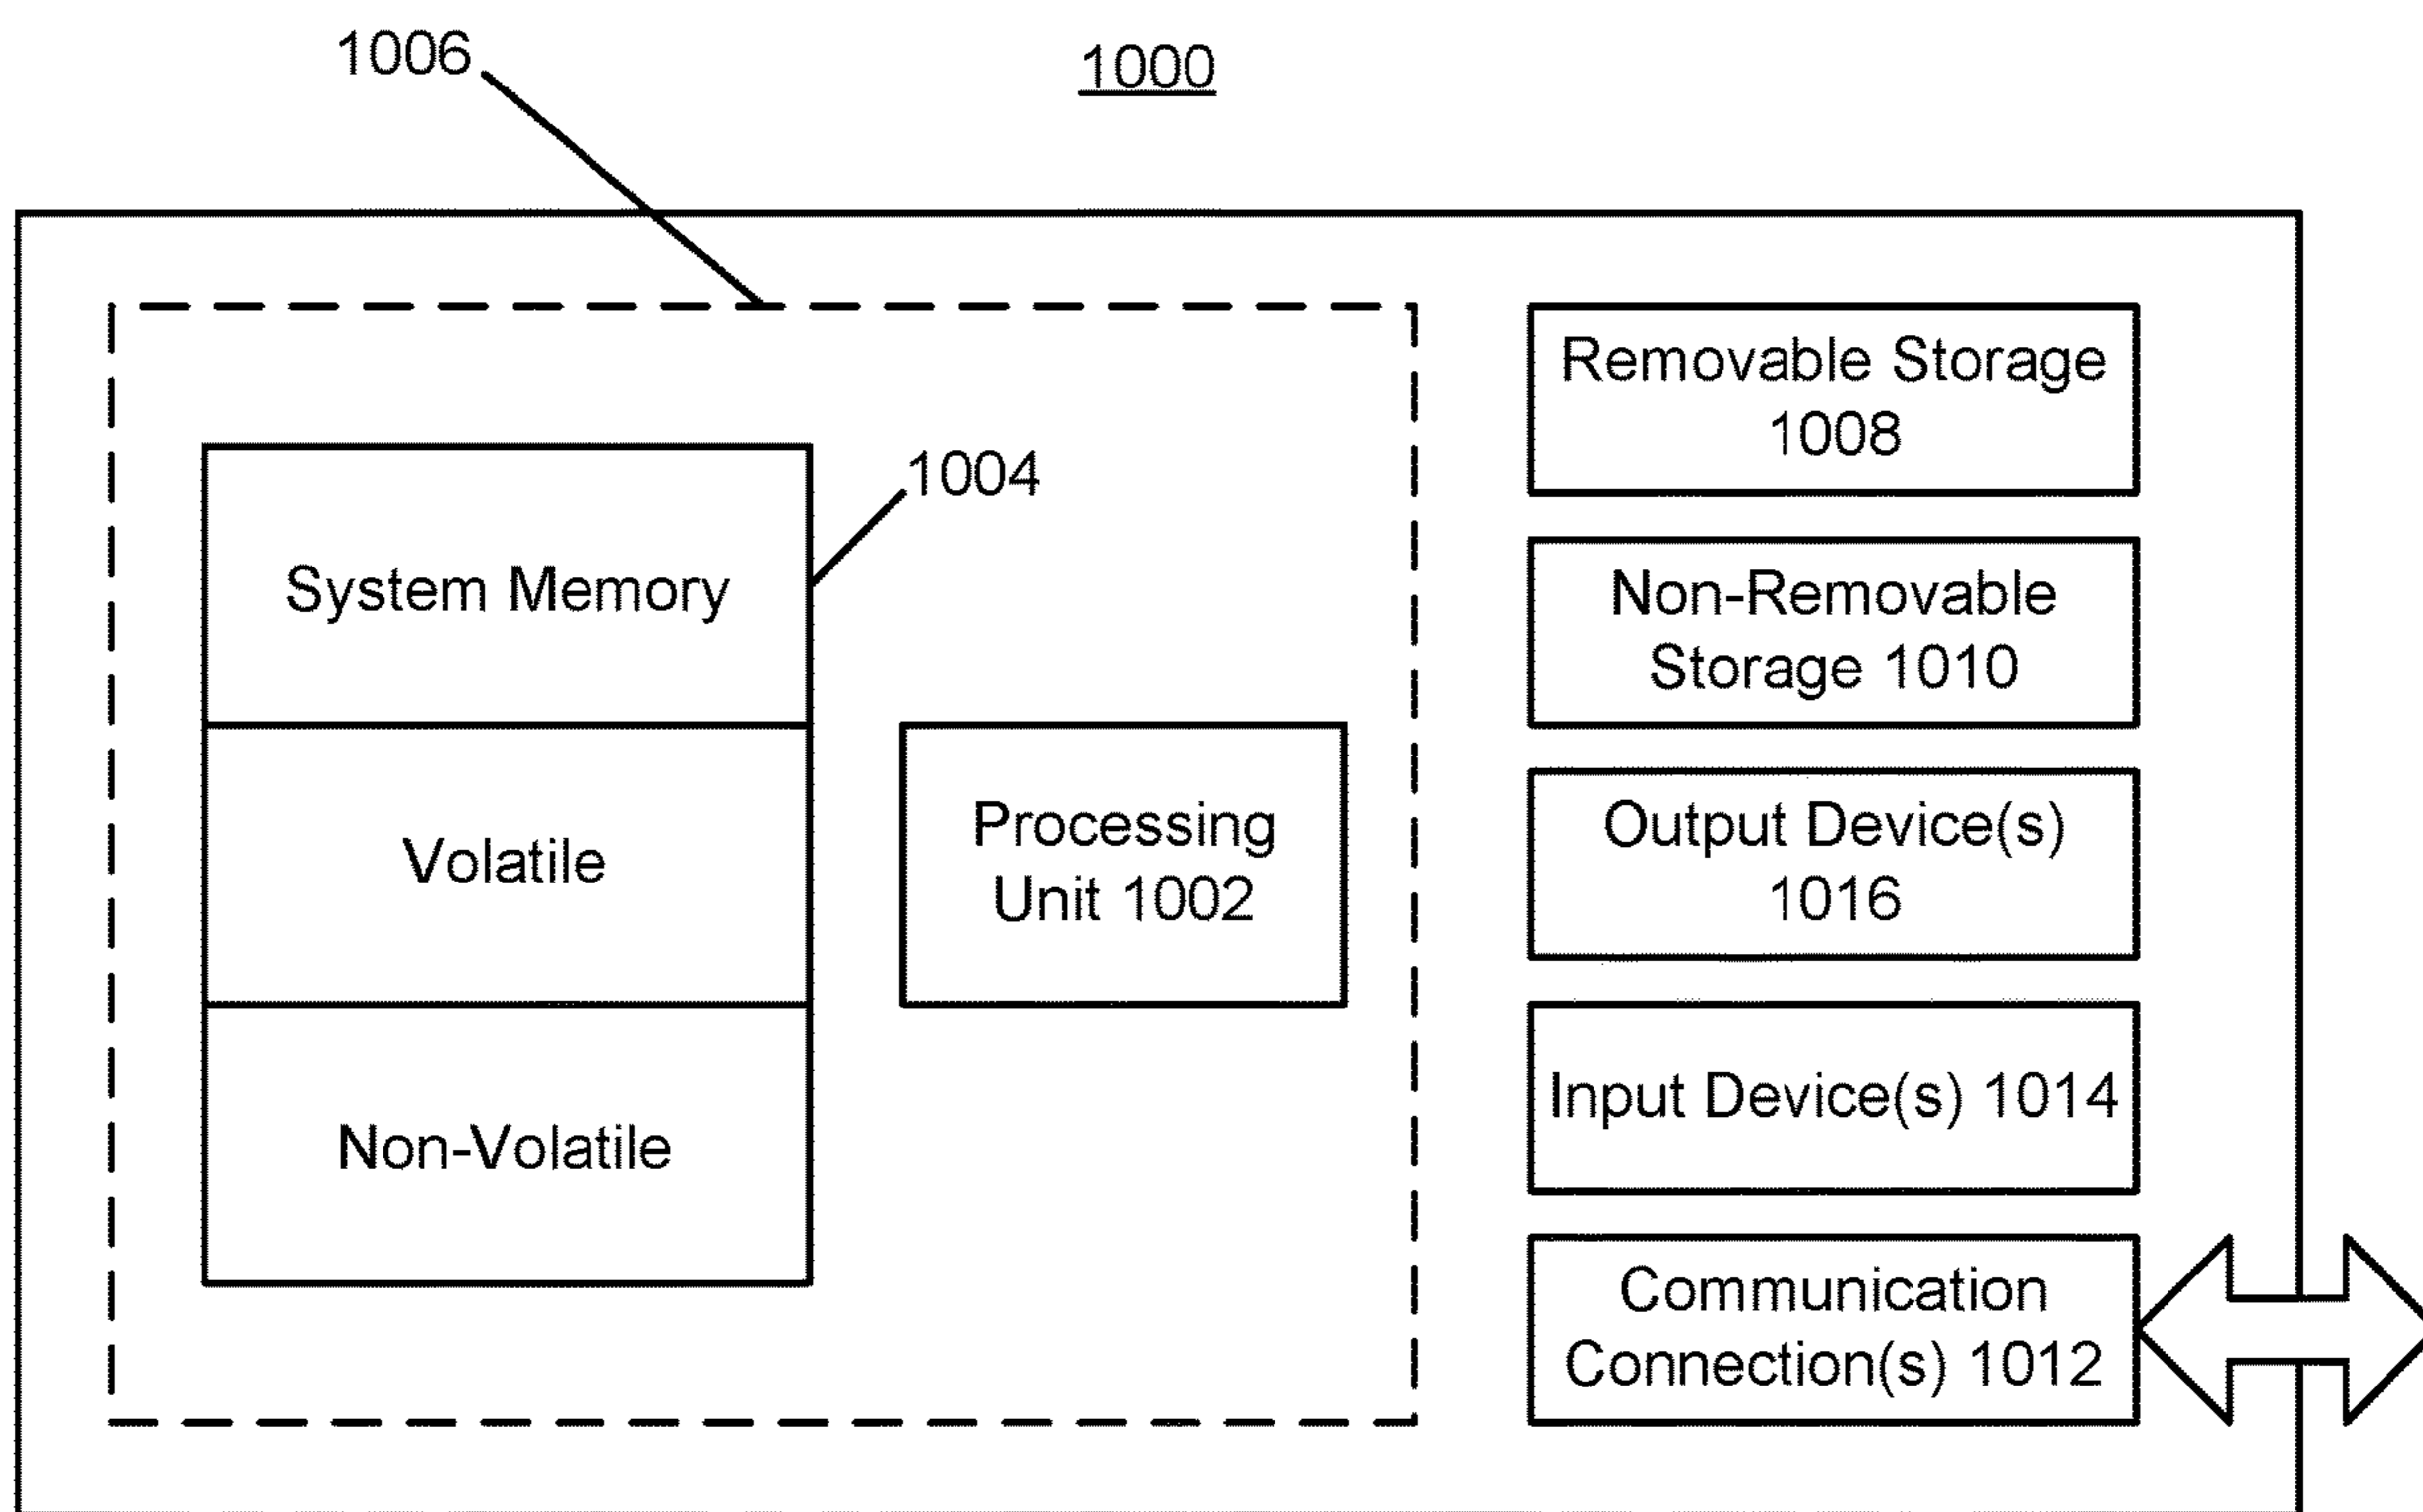 1006
1000
1004
System Memory
Volatile
Non-Volatile
Processing
Unit 1002
Removable Storage
1008
Non-Removable
Storage 1010
Output Device(s)
1016
Input Device(s) 1014
Communication
Connection(s) 1012